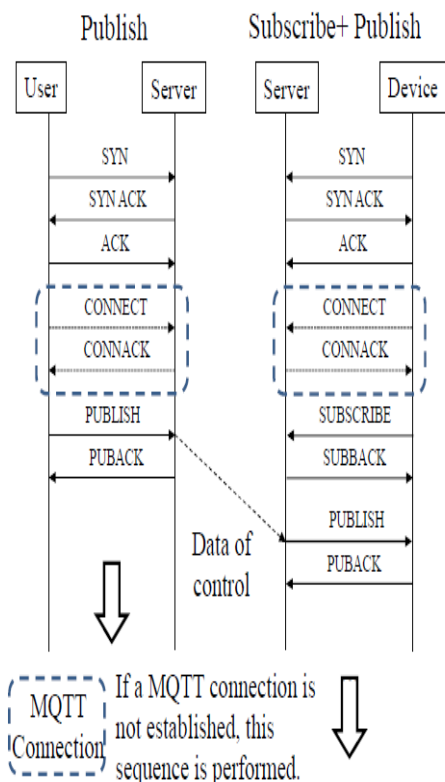 Publish
Subscribe+ Publish
User
Server
Server
Device
SYN
SYN
SYN ACK
SYN ACK
ACK
ACK
CONNECT
CONNECT
CONNACK
CONNACK
PUBLISH
SUBSCRIBE
PUBACK
SUBBACK
PUBLISH
Data of
control
PUBACK
MQTT
Connection
If a MQTT connection is
not established, this
sequence is performed.